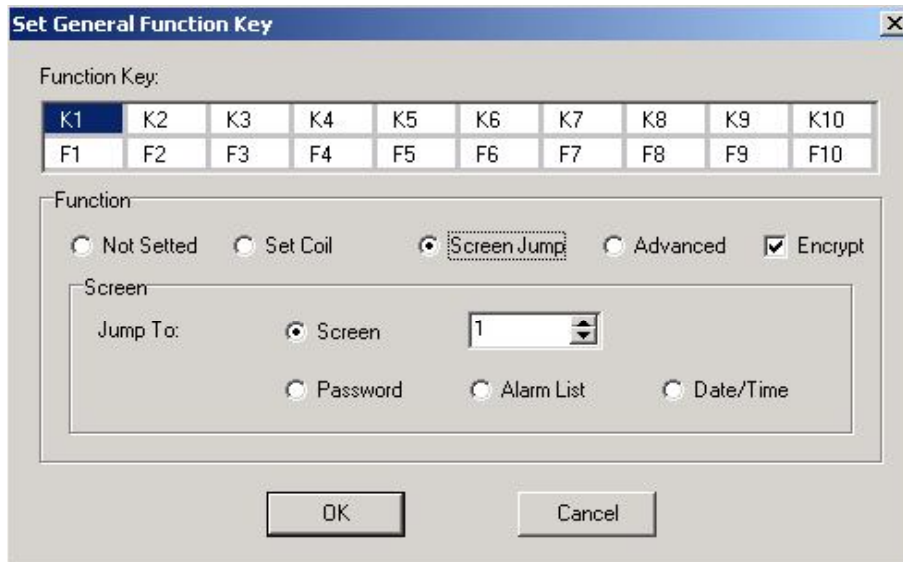 Set General Function Key
Function Key:
K1 K2 K3 K4 K5 K6 K7 K8 K9 K10
F1 F2 F3 F4 F5 F6 F7 F8 F9 F10
Function
Not Setted Set Coil Screen Jump Advanced Encrypt
Screen
Jump To: Screen 1
Password Alarm List Date/Time
OK Cancel